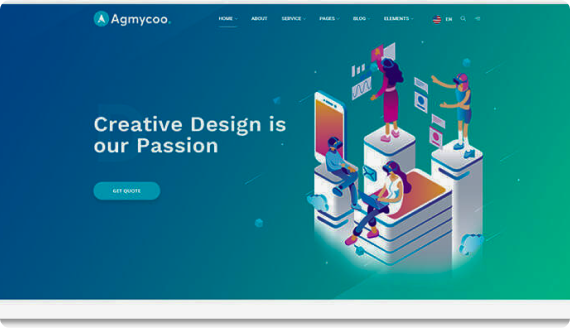 Agmycoo
HOME ABOUT SERVICE PAGES BLOG ELEMENTS EN
Creative Design is
our Passion
GET QUOTE